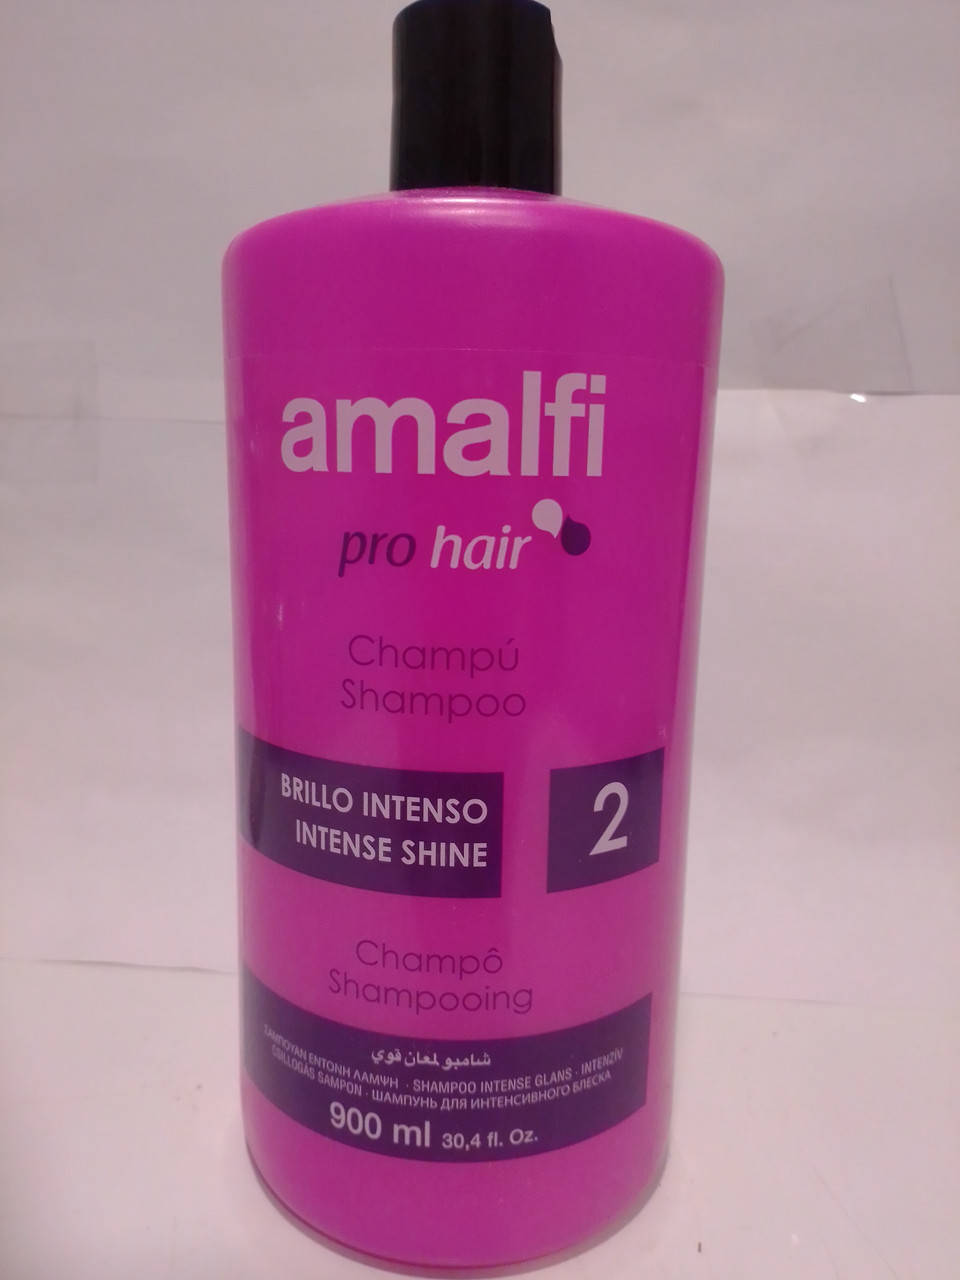 amalfi
pro hair
Champú
Shampoo
BRILLO INTENSO
INTENSE SHINE
2
Champô
Shampooing
شامبو لمعان قوي
ΣΑΜΠΟΥΑΝ ΕΝΤΟΝΗ ΛΑΜΨΗ · SHAMPOO INTENSE GLANS · INTENZÍV
CSILLOGÁS SAMPON · ШАМПУНЬ ДЛЯ ИНТЕНСИВНОГО БЛЕСКА
900 ml 30,4 fl. Oz.